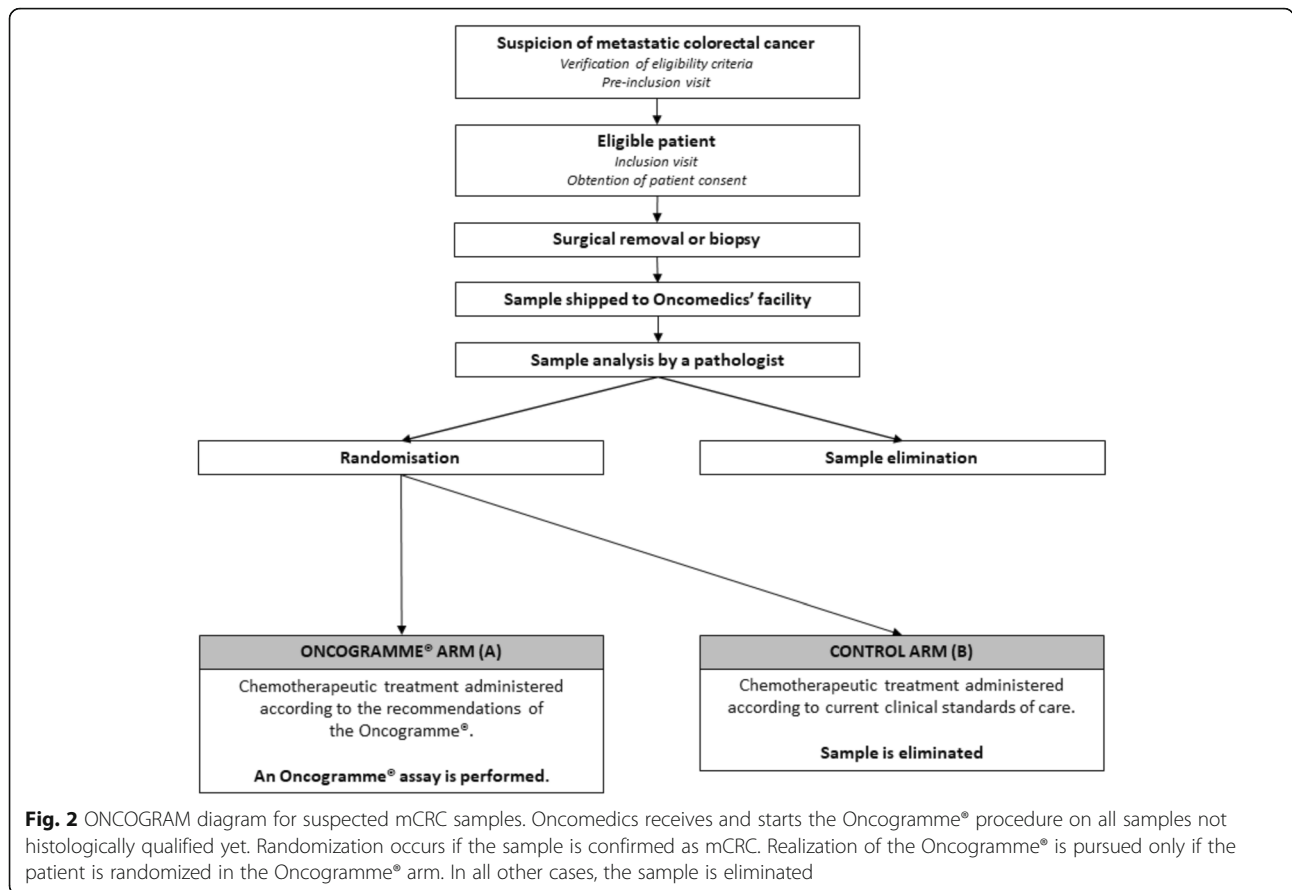 Suspicion of metastatic colorectal cancer
Verification of eligibility criteria
Pre-inclusion visit
Eligible patient
Inclusion visit
Obtention of patient consent
Surgical removal or biopsy
Sample shipped to Oncomedics' facility
Sample analysis by a pathologist
Randomisation
Sample elimination
ONCOGRAMME® ARM (A)
Chemotherapeutic treatment administered
according to the recommendations of
the Oncogramme®.
An Oncogramme® assay is performed.
CONTROL ARM (B)
Chemotherapeutic treatment administered
according to current clinical standards of care.
Sample is eliminated
Fig. 2 ONCOGRAM diagram for suspected mCRC samples. Oncomedics receives and starts the Oncogramme® procedure on all samples not
histologically qualified yet. Randomization occurs if the sample is confirmed as mCRC. Realization of the Oncogramme® is pursued only if the
patient is randomized in the Oncogramme® arm. In all other cases, the sample is eliminated